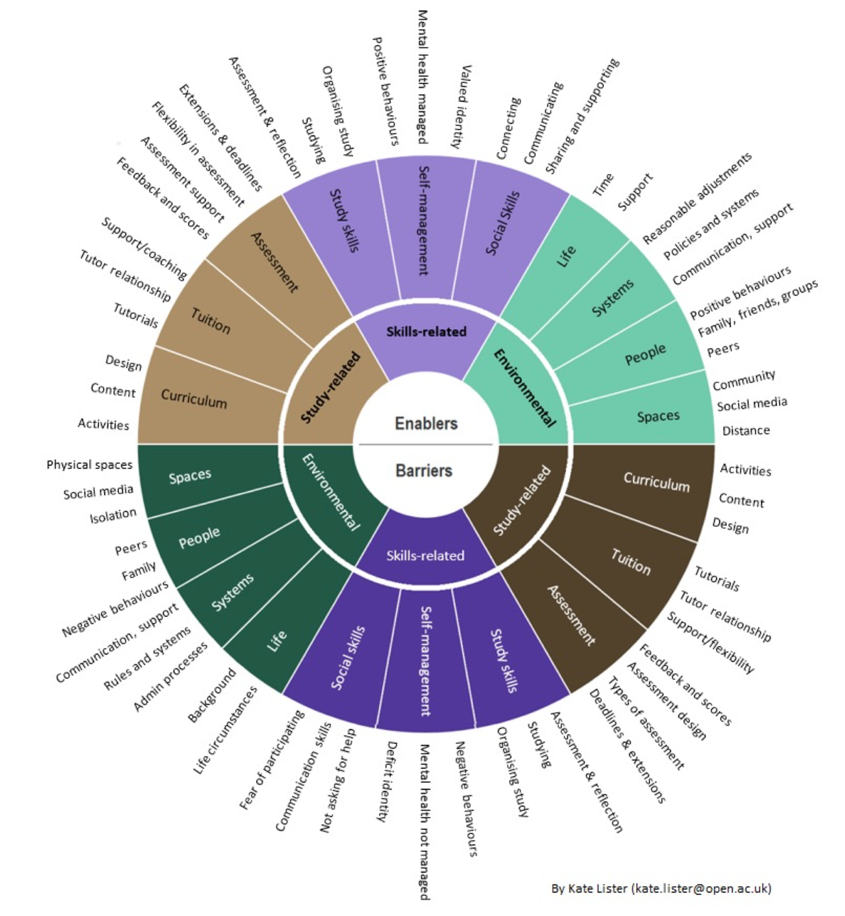 Enablers
Barriers
Skills-related
Environmental
Study-related
Skills-related
Environmental
Study-related
Curriculum
Activities
Content
Design
Tuition
Tutorials
Tutor relationship
Support/coaching
Assessment
Feedback and scores
Assessment support
Flexibility in assessment
Extensions & deadlines
Study skills
Assessment & reflection
Studying
Organising study
Self-management
Positive behaviours
Mental health managed
Valued identity
Social Skills
Connecting
Communicating
Sharing and supporting
Life
Time
Support
Systems
Reasonable adjustments
Policies and systems
Communication, support
People
Positive behaviours
Family, friends, groups
Peers
Spaces
Community
Social media
Distance
Curriculum
Activities
Content
Design
Tuition
Tutorials
Tutor relationship
Support/flexibility
Assessment
Feedback and scores
Assessment design
Types of assessment
Deadlines & extensions
Study skills
Assessment & reflection
Studying
Organising study
Self-management
Negative behaviours
Mental health not managed
Deficit identity
Social skills
Not asking for help
Communication skills
Fear of participating
Life
Life circumstances
Background
Systems
Admin processes
Rules and systems
Communication, support
People
Negative behaviours
Family
Peers
Spaces
Isolation
Social media
Physical spaces
By Kate Lister (kate.lister@open.ac.uk)